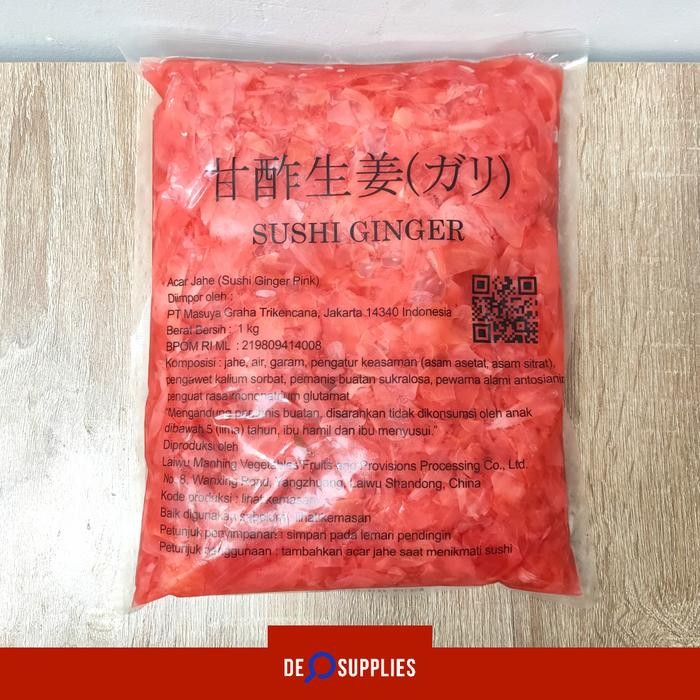 甘酢生姜(ガリ)
SUSHI GINGER
Acar Jahe (Sushi Ginger Pink)
Diimpor oleh :
PT Masuya Graha Trikencana, Jakarta 14340 Indonesia
Berat Bersih : 1 kg
BPOM RI ML : 219809414008
Komposisi : jahe, air, garam, pengatur keasaman (asam asetat, asam sitrat),
pengawet kalium sorbat, pemanis buatan sukralosa, pewarna alami antosianin
penguat rasa mononatrium glutamat
"Mengandung pemanis buatan, disarankan tidak dikonsumsi oleh anak
dibawah 5 (lima) tahun, ibu hamil dan ibu menyusui."
Diproduksi oleh
Laiwu Manhing Vegetables Fruits and Provisions Processing Co., Ltd.
No. 8, Wanxing Road, Yangzhuang, Laiwu Shandong, China
Kode produksi : lihat kemasan
Baik digunakan sebelum : lihat kemasan
Petunjuk penyimpanan : simpan pada lemari pendingin
Petunjuk penggunaan : tambahkan acar jahe saat menikmati sushi
DE SUPPLIES